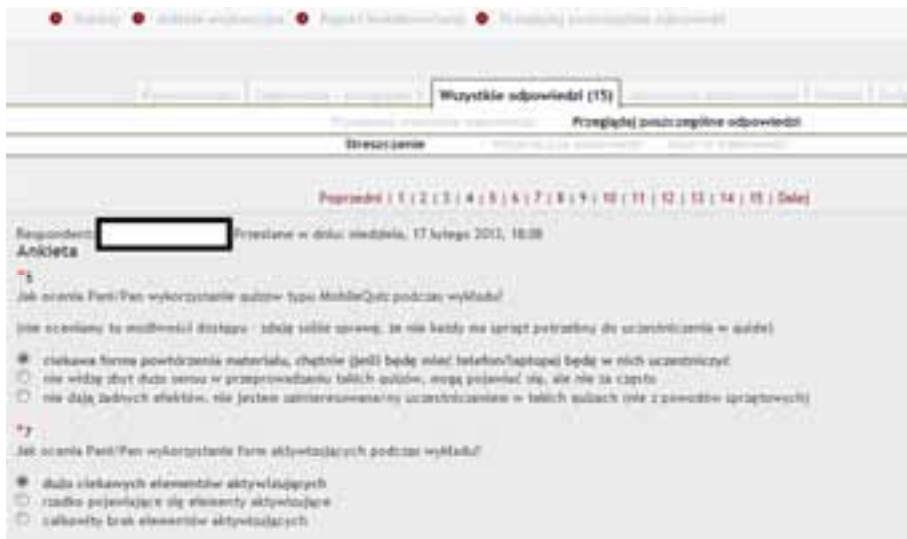 Wszystkie odpowiedzi (15)
Przeglądaj poszczególne odpowiedzi
Streszczenie
Poprzedni | 1 | 2 | 3 | 4 | 5 | 6 | 7 | 8 | 9 | 10 | 11 | 12 | 13 | 14 | 15 | Dalej
Respondent: Przesłane w dniu: niedziela, 17 lutego 2013, 18:08
Ankieta
*5
Jak ocenia Pani/Pan wykorzystanie quizów typu MobileQuiz podczas wykładu?
(nie oceniamy tu możliwości dostępu - zdaję sobie sprawę, że nie każdy ma sprzęt potrzebny do uczestniczenia w quizie)
ciekawa forma powtórzenia materiału, chętnie (jeśli będę mieć telefon/laptopa) będę w nich uczestniczyć
nie widzę zbyt dużo sensu w przeprowadzaniu takich quizów, mogą pojawiać się, ale nie za często
nie dają żadnych efektów, nie jestem zainteresowana/ny uczestniczeniem w takich quizach (nie z powodów sprzętowych)
*7
Jak ocenia Pani/Pan wykorzystanie form aktywizujących podczas wykładu?
dużo ciekawych elementów aktywizujących
rzadko pojawiające się elementy aktywizujące
całkowity brak elementów aktywizujących